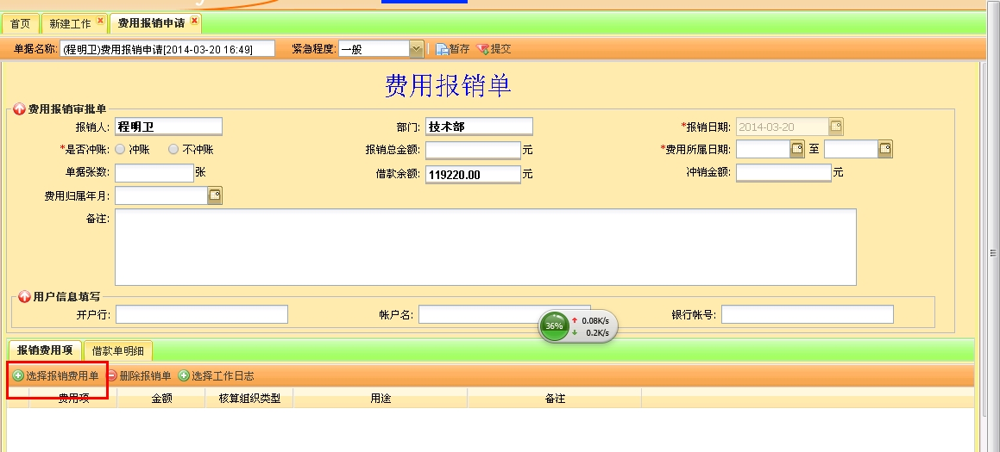 首页 新建工作 费用报销申请
单据名称: (程明卫)费用报销申请[2014-03-20 16:49] 紧急程度: 一般 暂存 提交
费用报销单
费用报销审批单
报销人: 程明卫 部门: 技术部 *报销日期: 2014-03-20
*是否冲账: 冲账 不冲账 报销总金额: 元 *费用所属日期: 至
单据张数: 张 借款余额: 119220.00 元 冲销金额: 元
费用归属年月:
备注:
用户信息填写
开户行: 帐户名: 银行帐号:
36% 0.08K/s
0.2K/s
报销费用项 借款单明细
选择报销费用单 删除报销单 选择工作日志
费用项 金额 核算组织类型 用途 备注